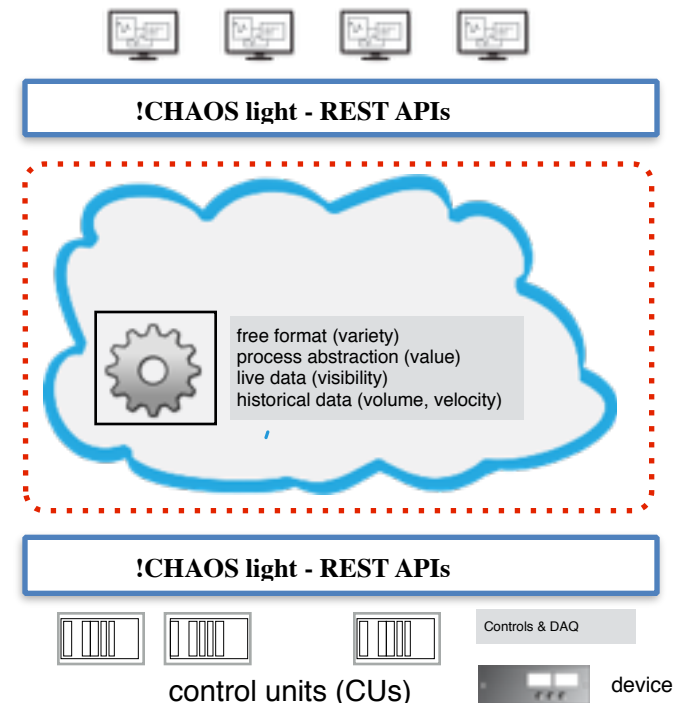 !CHAOS light - REST APIs
free format (variety)
process abstraction (value)
live data (visibility)
historical data (volume, velocity)
!CHAOS light - REST APIs
Controls & DAQ
control units (CUs)
device